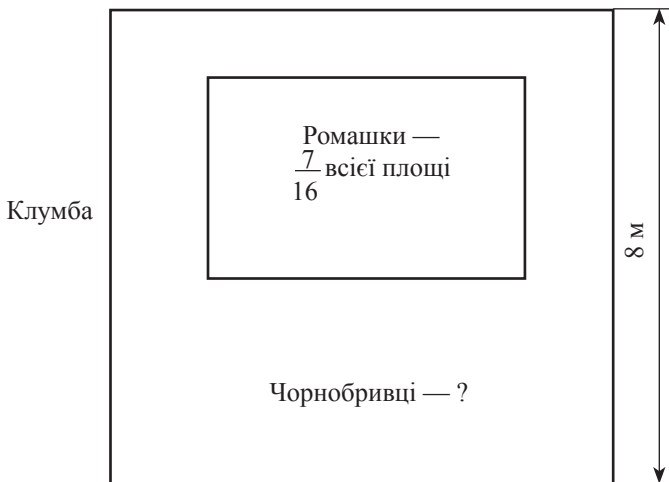 Ромашки —
7/16 всієї площі
Клумба
8 м
Чорнобривці — ?